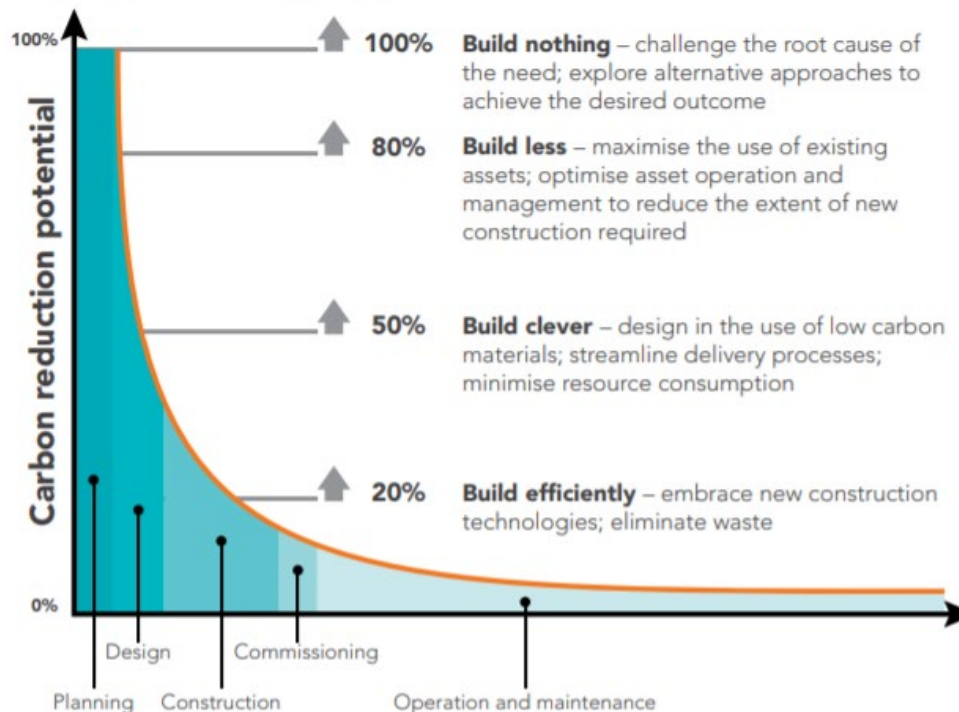 100%
100% Build nothing – challenge the root cause of
the need; explore alternative approaches to
achieve the desired outcome
80% Build less – maximise the use of existing
assets; optimise asset operation and
management to reduce the extent of new
construction required
50% Build clever – design in the use of low carbon
materials; streamline delivery processes;
minimise resource consumption
20% Build efficiently – embrace new construction
technologies; eliminate waste
Carbon reduction potential
0%
Design
Commissioning
Planning
Construction
Operation and maintenance